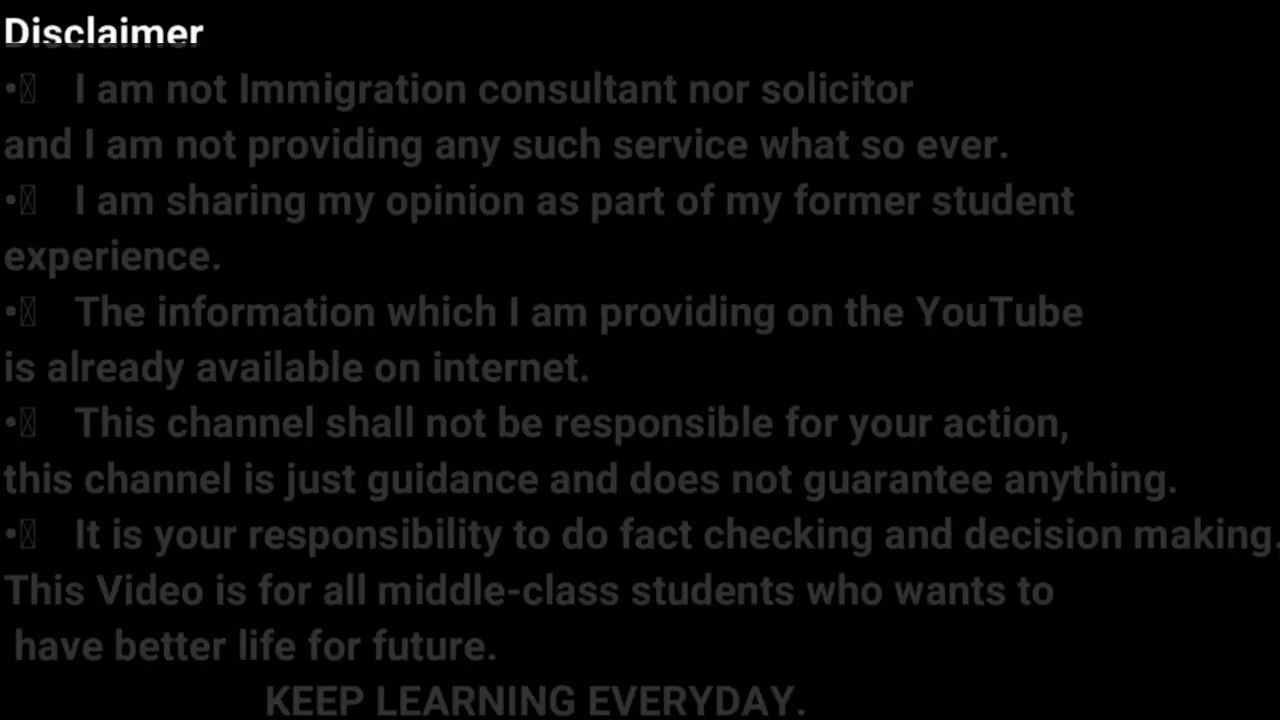 Disclaimer
• I am not Immigration consultant nor solicitor
and I am not providing any such service what so ever.
• I am sharing my opinion as part of my former student
experience.
• The information which I am providing on the YouTube
is already available on internet.
• This channel shall not be responsible for your action,
this channel is just guidance and does not guarantee anything.
• It is your responsibility to do fact checking and decision making.
This Video is for all middle-class students who wants to
have better life for future.
KEEP LEARNING EVERYDAY.